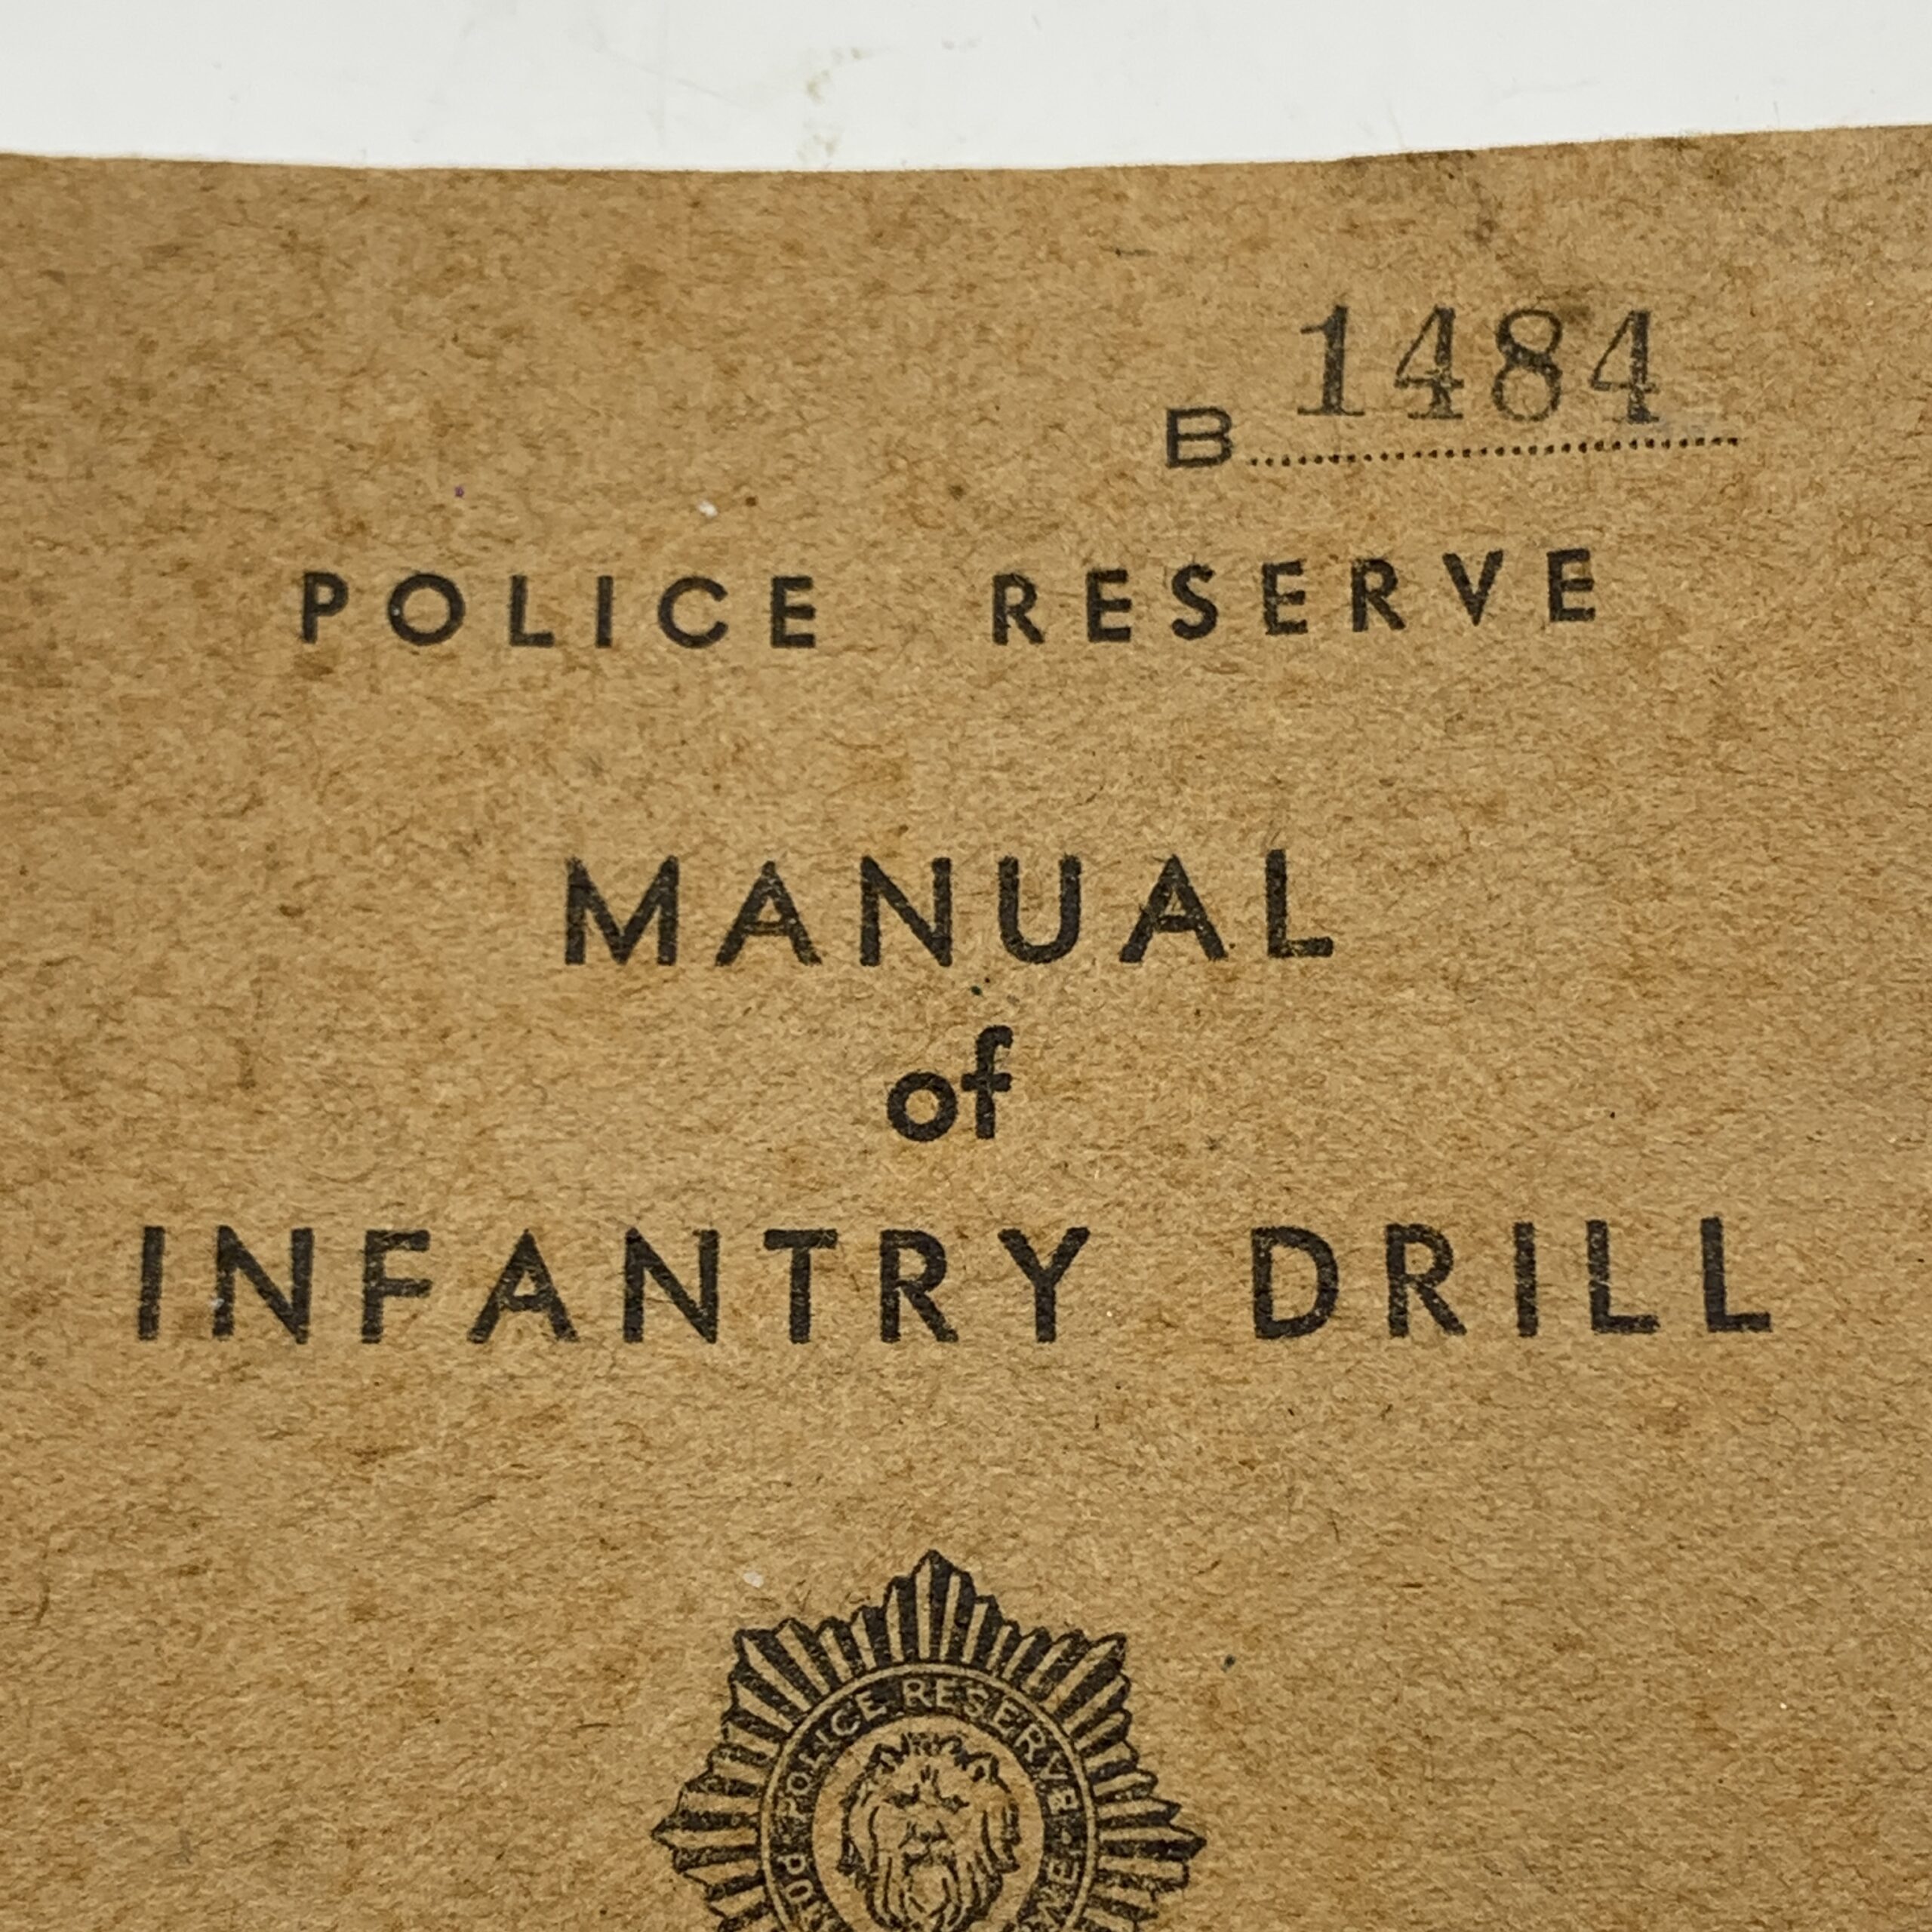 B 1484
POLICE RESERVE
MANUAL
of
INFANTRY DRILL
POLICE RESERVE